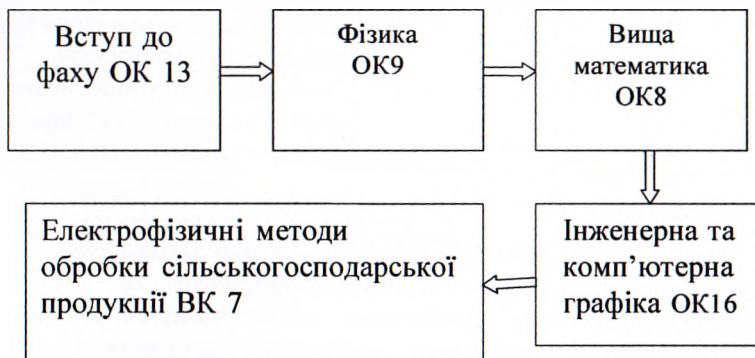 Вступ до
фаху ОК 13
Фізика
ОК9
Вища
математика
ОК8
Інженерна та
комп’ютерна
графіка ОК16
Електрофізичні методи
обробки сільськогосподарської
продукції ВК 7